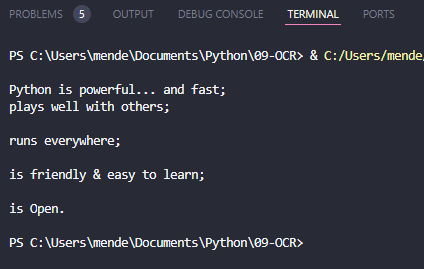 PROBLEMS 5 OUTPUT DEBUG CONSOLE TERMINAL PORTS
PS C:\Users\mende\Documents\Python\09-OCR> & C:/Users/mende/
Python is powerful... and fast;
plays well with others;
runs everywhere;
is friendly & easy to learn;
is Open.
PS C:\Users\mende\Documents\Python\09-OCR>